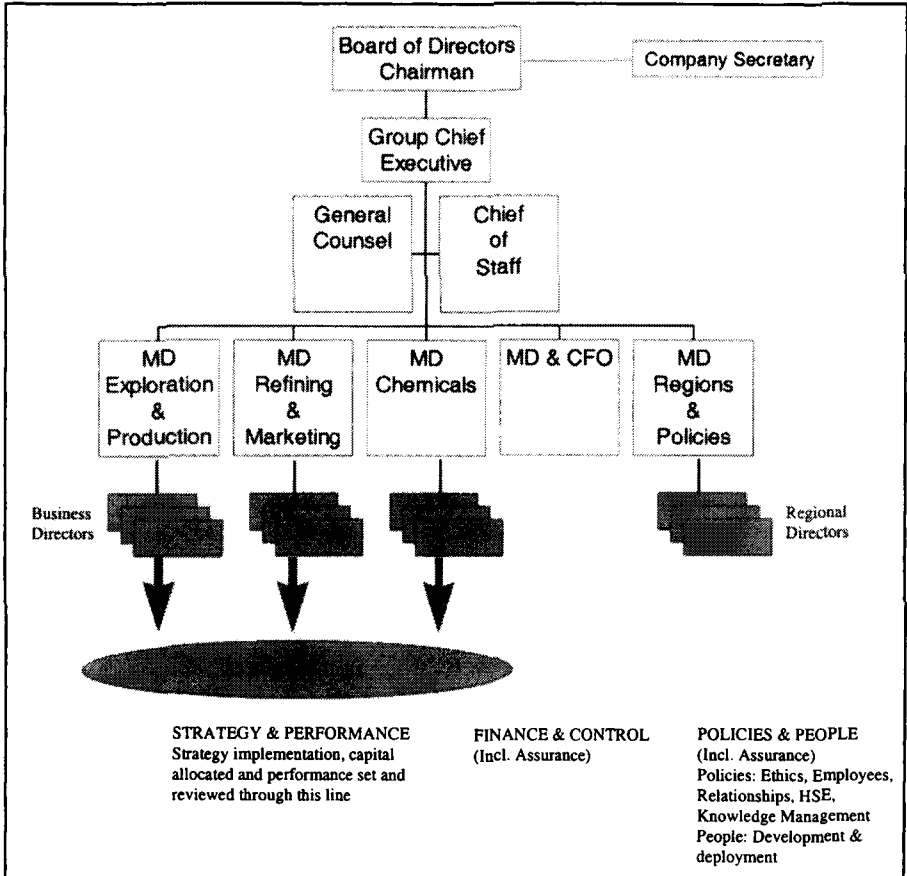 Board of Directors
Chairman
Company Secretary
Group Chief
Executive
General
Counsel
Chief
of
Staff
MD
Exploration
&
Production
MD
Refining
&
Marketing
MD
Chemicals
MD & CFO
MD
Regions
&
Policies
Business
Directors
Regional
Directors
STRATEGY & PERFORMANCE
Strategy implementation, capital
allocated and performance set and
reviewed through this line
FINANCE & CONTROL
(Incl. Assurance)
POLICIES & PEOPLE
(Incl. Assurance)
Policies: Ethics, Employees,
Relationships, HSE,
Knowledge Management
People: Development &
deployment